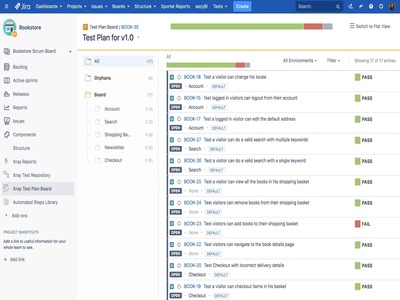 Jira Dashboards Projects Issues Boards Structure Xporter Reports eazyBI Tests Create
Bookstore
Bookstore Scrum Board
Backlog
Active sprints
Releases
Reports
Issues
Components
Structure
Xray Reports
Xray Test Repository
Xray Test Plan Board
Automated Steps Library
Add-ons
PROJECT SHORTCUTS
Add a link to useful information for your whole team to see.
+ Add link
Test Plan Board / BOOK-30
Test Plan for v1.0
Switch to Flat View
All (17)
Orphans (7)
Board
Account (3)
Search (2)
Shopping Ba...
Newsletter (2)
Checkout (3)
All
All Environments Filter Showing 17 of 17 entries
BOOK-18 Test a visitor can change his locale PASS
OPEN Account DEFAULT
BOOK-15 Test logged in visitors can logout from their account PASS
OPEN Account DEFAULT
BOOK-17 Test a logged in visitor can edit the default address PASS
OPEN Account DEFAULT
BOOK-27 Test a visitor can do a valid search with multiple keywords PASS
OPEN Search DEFAULT
BOOK-26 Test a visitor can do a valid search with a single keyword PASS
OPEN Search DEFAULT
BOOK-25 Test a visitor can view all the books in his shopping basket PASS
OPEN None DEFAULT
BOOK-24 Test visitors can remove books from their shopping basket PASS
OPEN None DEFAULT
BOOK-23 Test visitors can add books to their shopping basket FAIL
OPEN None DEFAULT
BOOK-22 Test visitors can navigate to the book details page PASS
OPEN None DEFAULT
BOOK-20 Test Checkout with incorrect delivery details PASS
OPEN Checkout DEFAULT
BOOK-19 Test a visitor can checkout items in his basket PASS
OPEN Checkout DEFAULT